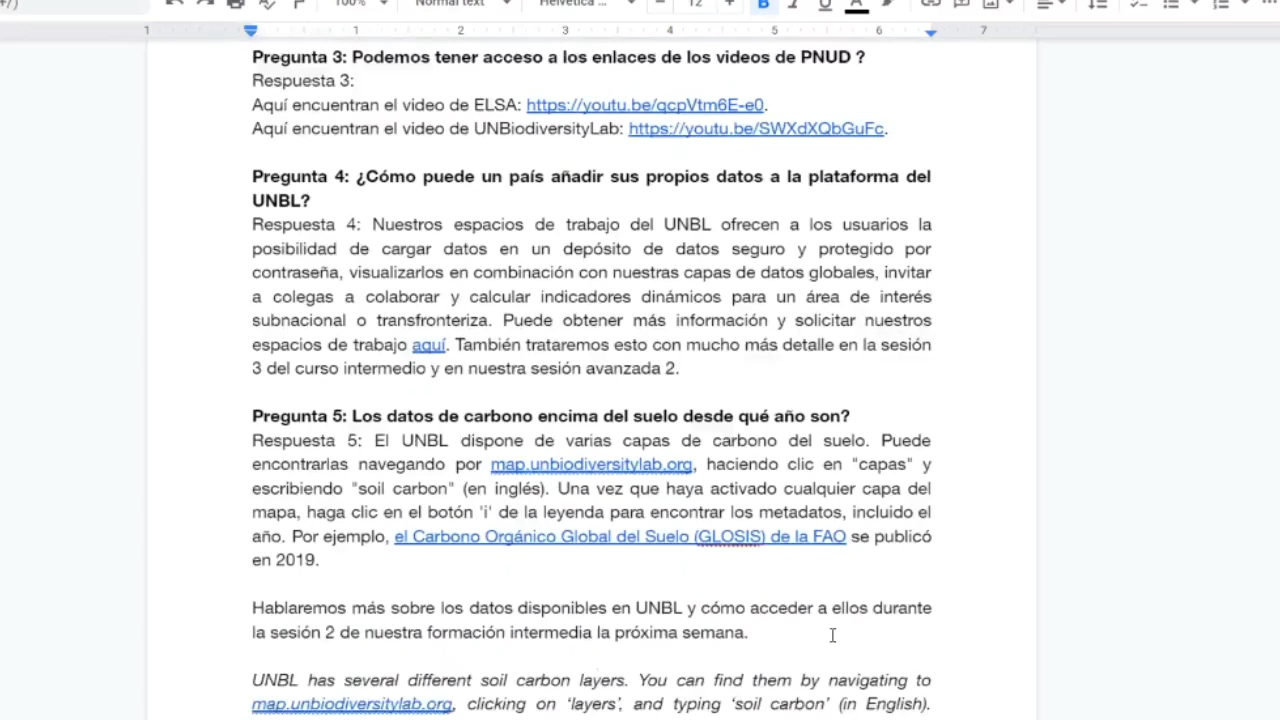 100%
Normal text
Helvetica ...
12
B
1 1 2 3 4 5 6 7
Pregunta 3: Podemos tener acceso a los enlaces de los videos de PNUD ?
Respuesta 3:
Aquí encuentran el video de ELSA: https://youtu.be/qcpVtm6E-e0.
Aquí encuentran el video de UNBiodiversityLab: https://youtu.be/SWXdXQbGuFc.
Pregunta 4: ¿Cómo puede un país añadir sus propios datos a la plataforma del
UNBL?
Respuesta 4: Nuestros espacios de trabajo del UNBL ofrecen a los usuarios la
posibilidad de cargar datos en un depósito de datos seguro y protegido por
contraseña, visualizarlos en combinación con nuestras capas de datos globales, invitar
a colegas a colaborar y calcular indicadores dinámicos para un área de interés
subnacional o transfronteriza. Puede obtener más información y solicitar nuestros
espacios de trabajo aquí. También trataremos esto con mucho más detalle en la sesión
3 del curso intermedio y en nuestra sesión avanzada 2.
Pregunta 5: Los datos de carbono encima del suelo desde qué año son?
Respuesta 5: El UNBL dispone de varias capas de carbono del suelo. Puede
encontrarlas navegando por map.unbiodiversitylab.org, haciendo clic en "capas" y
escribiendo "soil carbon" (en inglés). Una vez que haya activado cualquier capa del
mapa, haga clic en el botón 'i' de la leyenda para encontrar los metadatos, incluido el
año. Por ejemplo, el Carbono Orgánico Global del Suelo (GLOSIS) de la FAO se publicó
en 2019.
Hablaremos más sobre los datos disponibles en UNBL y cómo acceder a ellos durante
la sesión 2 de nuestra formación intermedia la próxima semana.
UNBL has several different soil carbon layers. You can find them by navigating to
map.unbiodiversitylab.org, clicking on ‘layers’, and typing ‘soil carbon’ (in English).